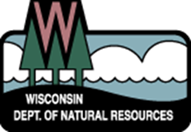 W
WISCONSIN
DEPT. OF NATURAL RESOURCES